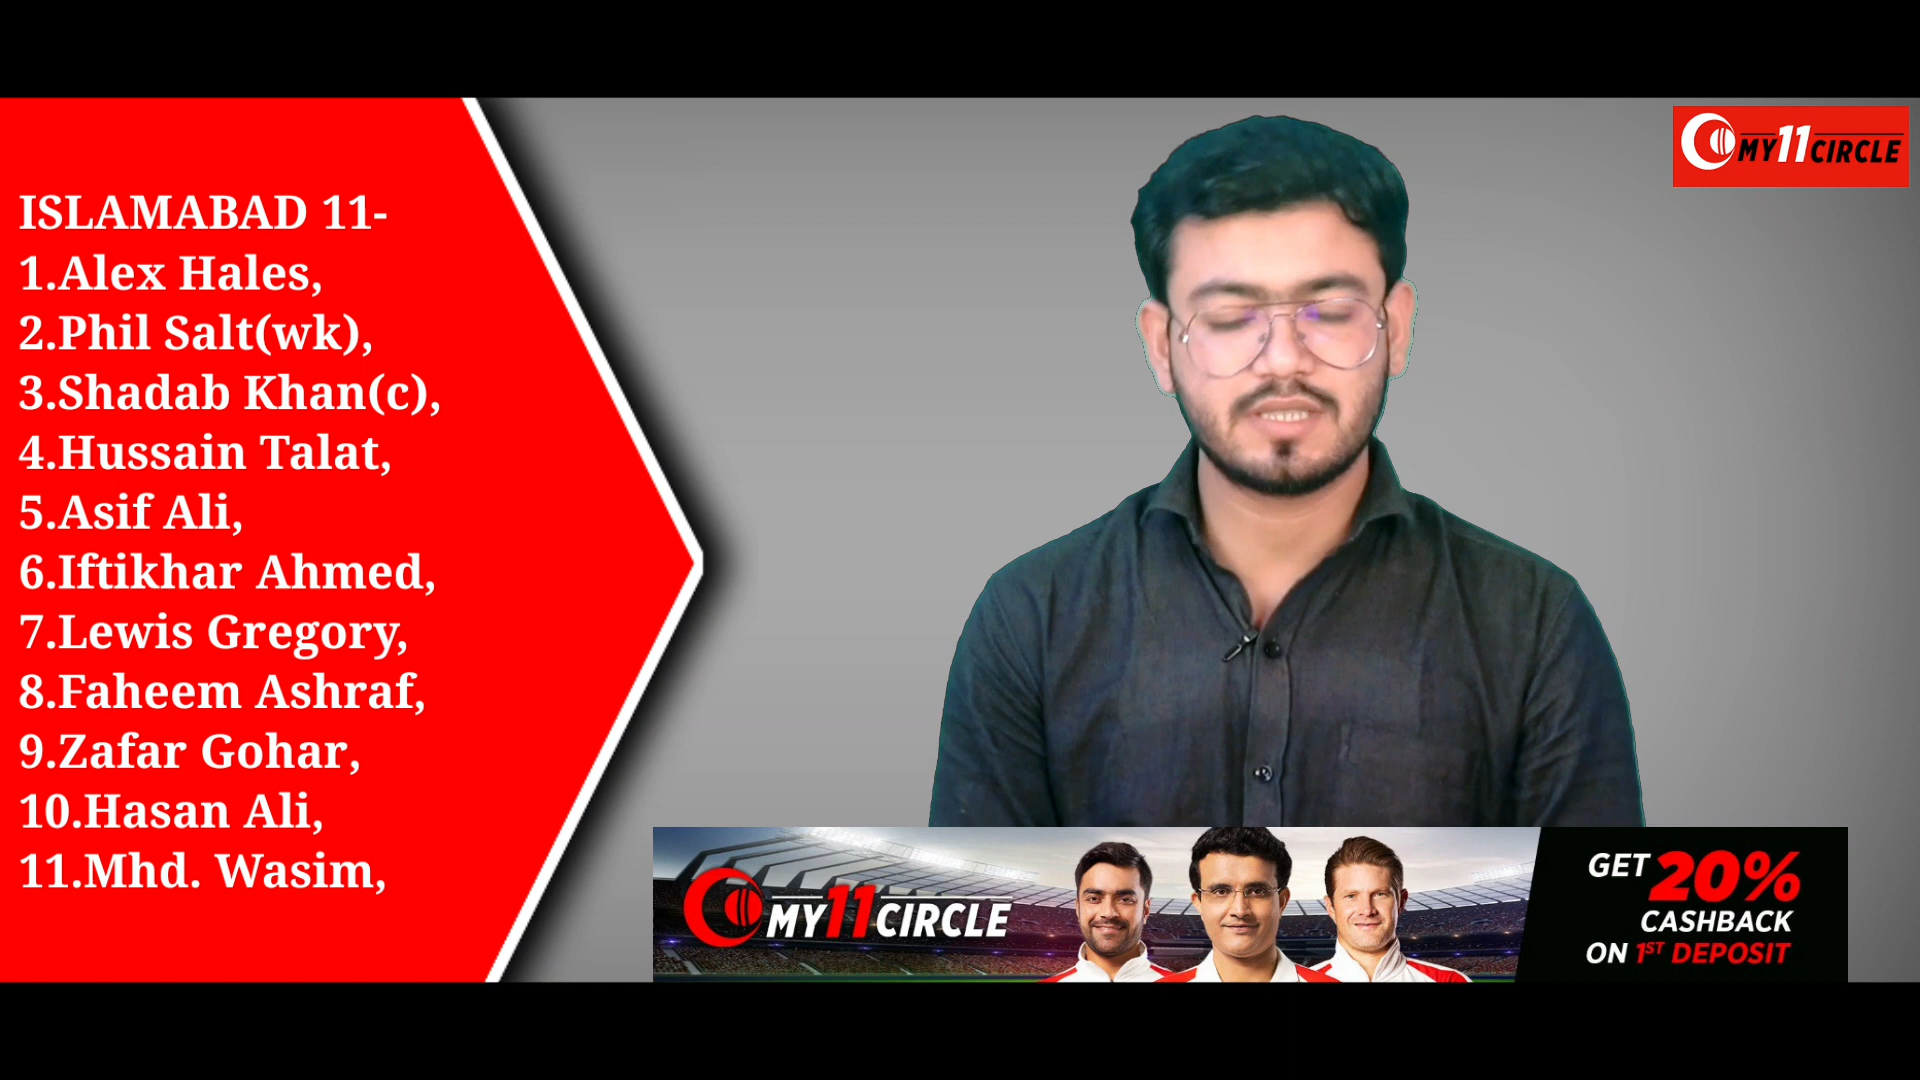 ISLAMABAD 11-
1.Alex Hales,
2.Phil Salt(wk),
3.Shadab Khan(c),
4.Hussain Talat,
5.Asif Ali,
6.Iftikhar Ahmed,
7.Lewis Gregory,
8.Faheem Ashraf,
9.Zafar Gohar,
10.Hasan Ali,
11.Mhd. Wasim,
MY11CIRCLE
MY11CIRCLE
GET 20%
CASHBACK
ON 1ST DEPOSIT